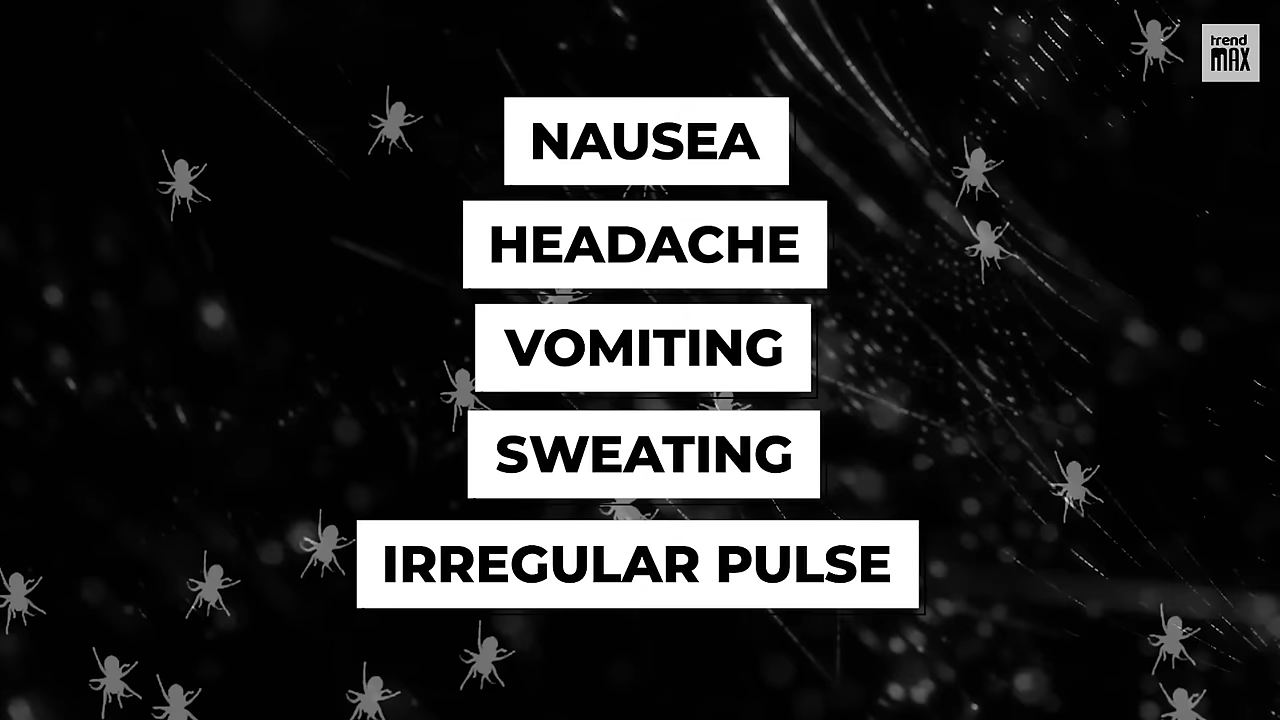 trend
MAX
NAUSEA
HEADACHE
VOMITING
SWEATING
IRREGULAR PULSE